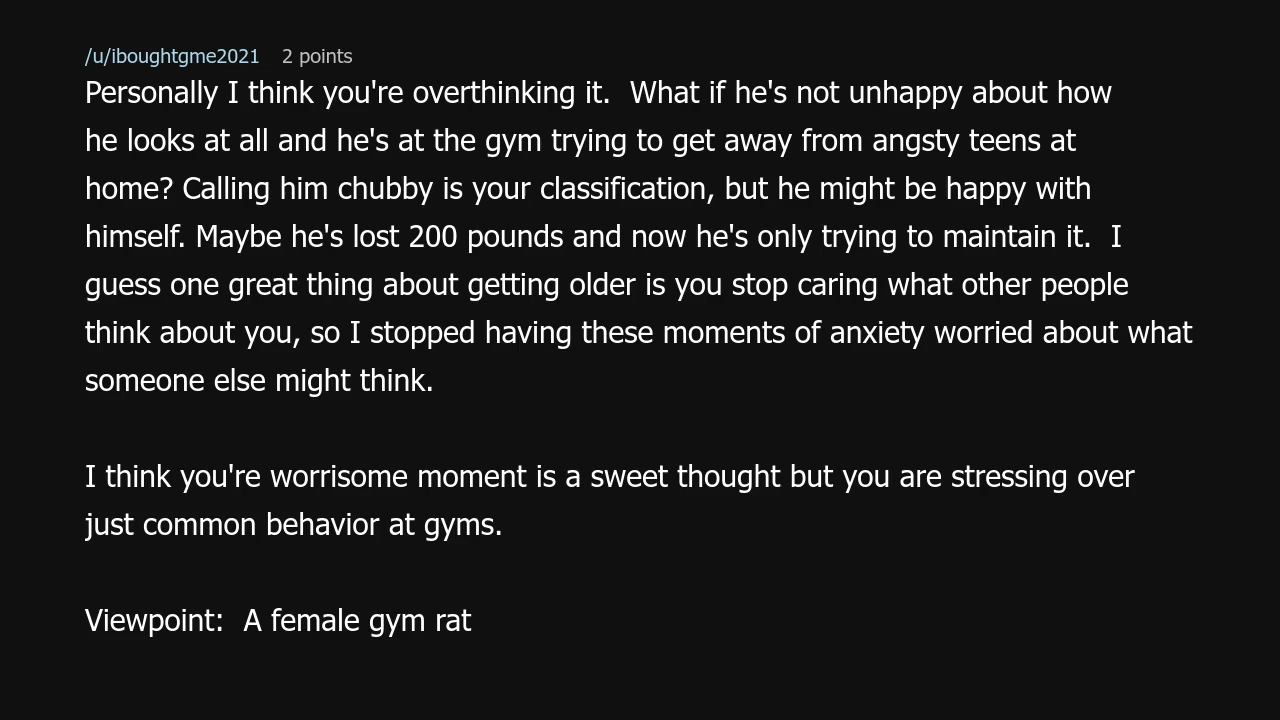 /u/iboughtgme2021 2 points
Personally I think you're overthinking it.  What if he's not unhappy about how
he looks at all and he's at the gym trying to get away from angsty teens at
home? Calling him chubby is your classification, but he might be happy with
himself. Maybe he's lost 200 pounds and now he's only trying to maintain it.  I
guess one great thing about getting older is you stop caring what other people
think about you, so I stopped having these moments of anxiety worried about what
someone else might think.
I think you're worrisome moment is a sweet thought but you are stressing over
just common behavior at gyms.
Viewpoint:  A female gym rat